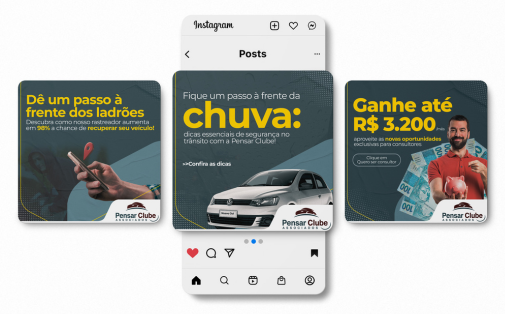 Instagram
Posts
Dê um passo à
frente dos ladrões
Descubra como nosso rastreador aumenta
em 98% a chance de recuperar seu veículo!
Pensar Clube
ASSOCIADOS
Fique um passo à frente da
chuva:
dicas essenciais de segurança no
trânsito com a Pensar Clube!
>>Confira as dicas
Pensar Clube
ASSOCIADOS
Ganhe até
R$ 3.200
/mês
aproveite as novas oportunidades
exclusivas para consultores
Clique em
Quero ser consultor
Pensar Clube
ASSOCIADOS